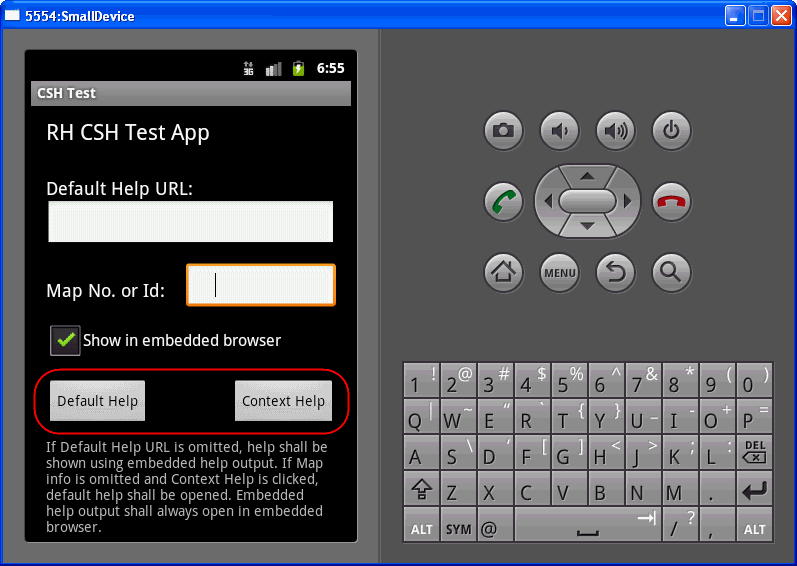 5554:SmallDevice
3G 6:55
CSH Test
RH CSH Test App
Default Help URL:
Map No. or Id:
Show in embedded browser
Default Help Context Help
If Default Help URL is omitted, help shall be
shown using embedded help output. If Map
info is omitted and Context Help is clicked,
default help shall be opened. Embedded
help output shall always open in embedded
browser.
MENU
1 ! 2 @ 3 # 4 $ 5 % 6 ^ 7 & 8 * 9 ( 0 )
Q | W ~ E “ R ` T { Y } U _ I - O + P =
A S \ D ‘ F [ G ] H < J > K ; L : DEL
Z X C V B N M .
ALT SYM @ / ? , ALT